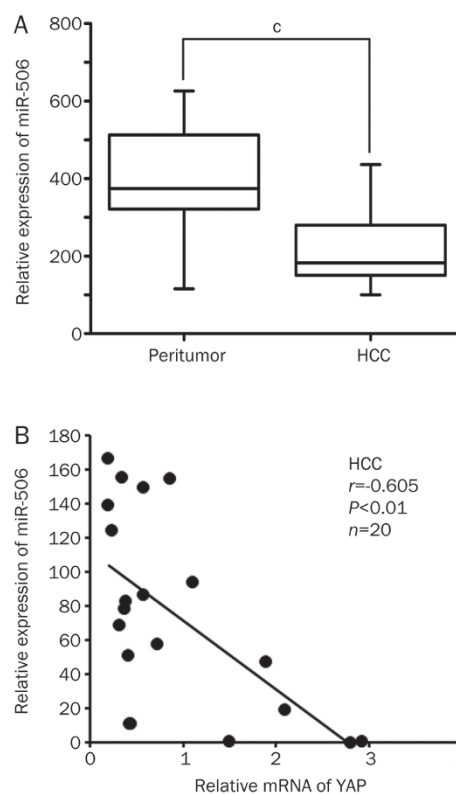 A
Relative expression of miR-506
800
600
400
200
0
c
Peritumor
HCC
B
Relative expression of miR-506
180
160
140
120
100
80
60
40
20
0
HCC
r=-0.605
P<0.01
n=20
0
1
2
3
Relative mRNA of YAP